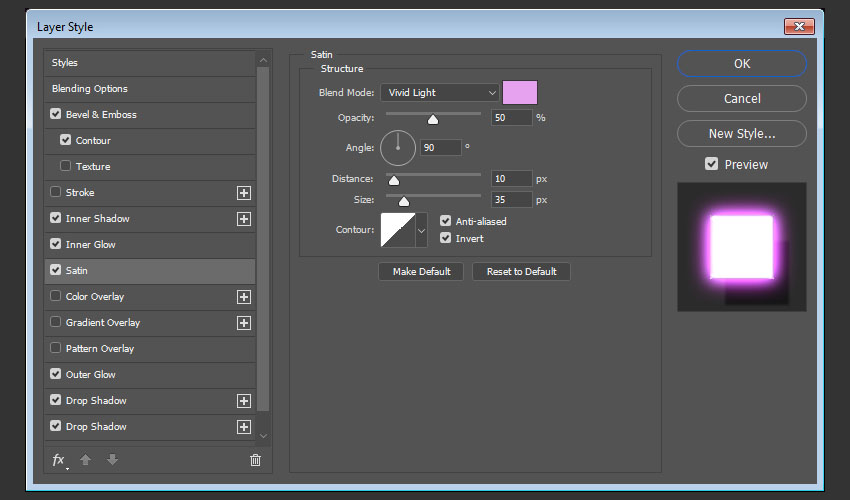 Layer Style
Styles
Blending Options
Bevel & Emboss
Contour
Texture
Stroke
Inner Shadow
Inner Glow
Satin
Color Overlay
Gradient Overlay
Pattern Overlay
Outer Glow
Drop Shadow
Drop Shadow
fx
Satin
Structure
Blend Mode: Vivid Light
Opacity: 50 %
Angle: 90 °
Distance: 10 px
Size: 35 px
Contour:
Anti-aliased
Invert
Make Default Reset to Default
OK
Cancel
New Style...
Preview